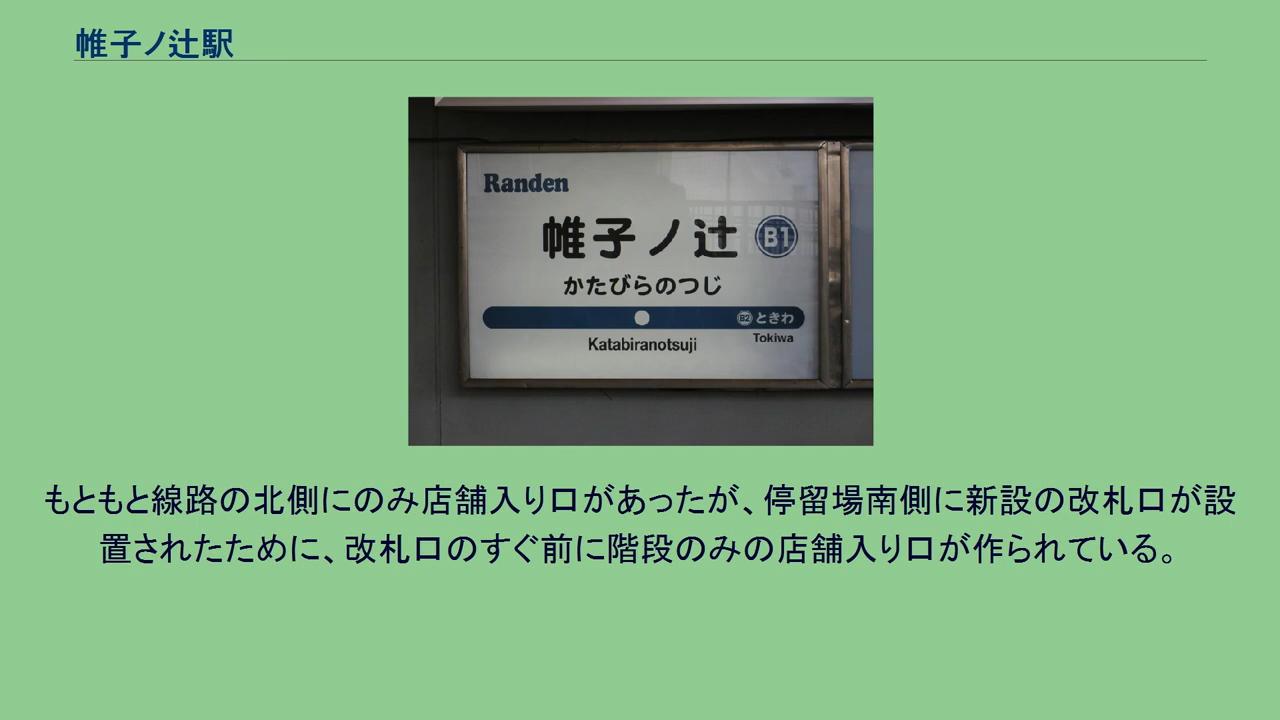 帷子ノ辻駅
Randen
帷子ノ辻 B1
かたびらのつじ
B2 ときわ
Katabiranotsuji
Tokiwa
もともと線路の北側にのみ店舗入り口があったが、停留場南側に新設の改札口が設
置されたために、改札口のすぐ前に階段のみの店舗入り口が作られている。